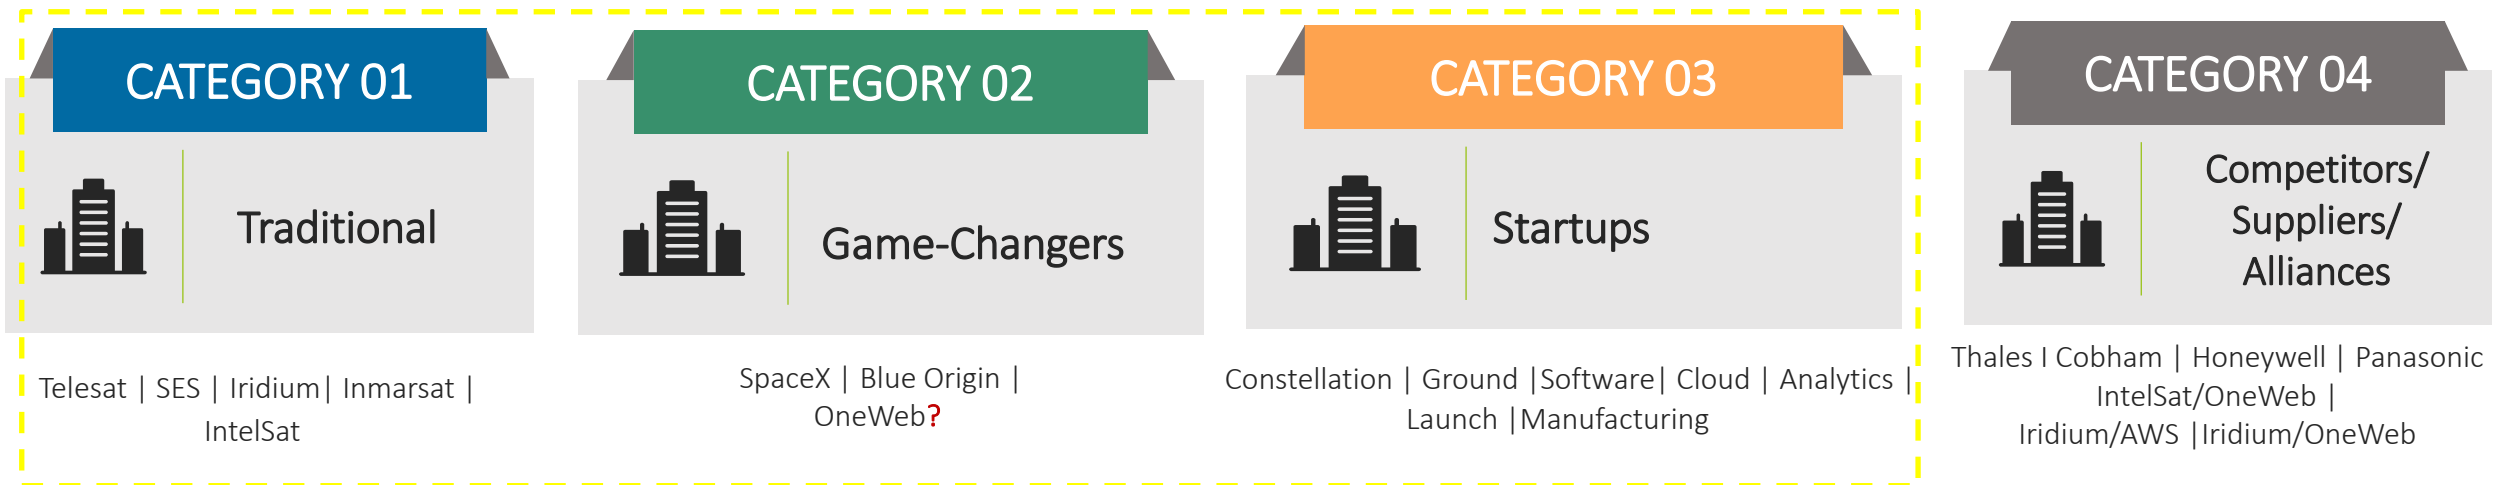 CATEGORY 01
Traditional
Telesat | SES | Iridium| Inmarsat |
IntelSat
CATEGORY 02
Game-Changers
SpaceX | Blue Origin |
OneWeb?
CATEGORY 03
Startups
Constellation | Ground |Software| Cloud | Analytics |
Launch |Manufacturing
CATEGORY 04
Competitors/
Suppliers/
Alliances
Thales I Cobham | Honeywell | Panasonic
IntelSat/OneWeb |
Iridium/AWS |Iridium/OneWeb